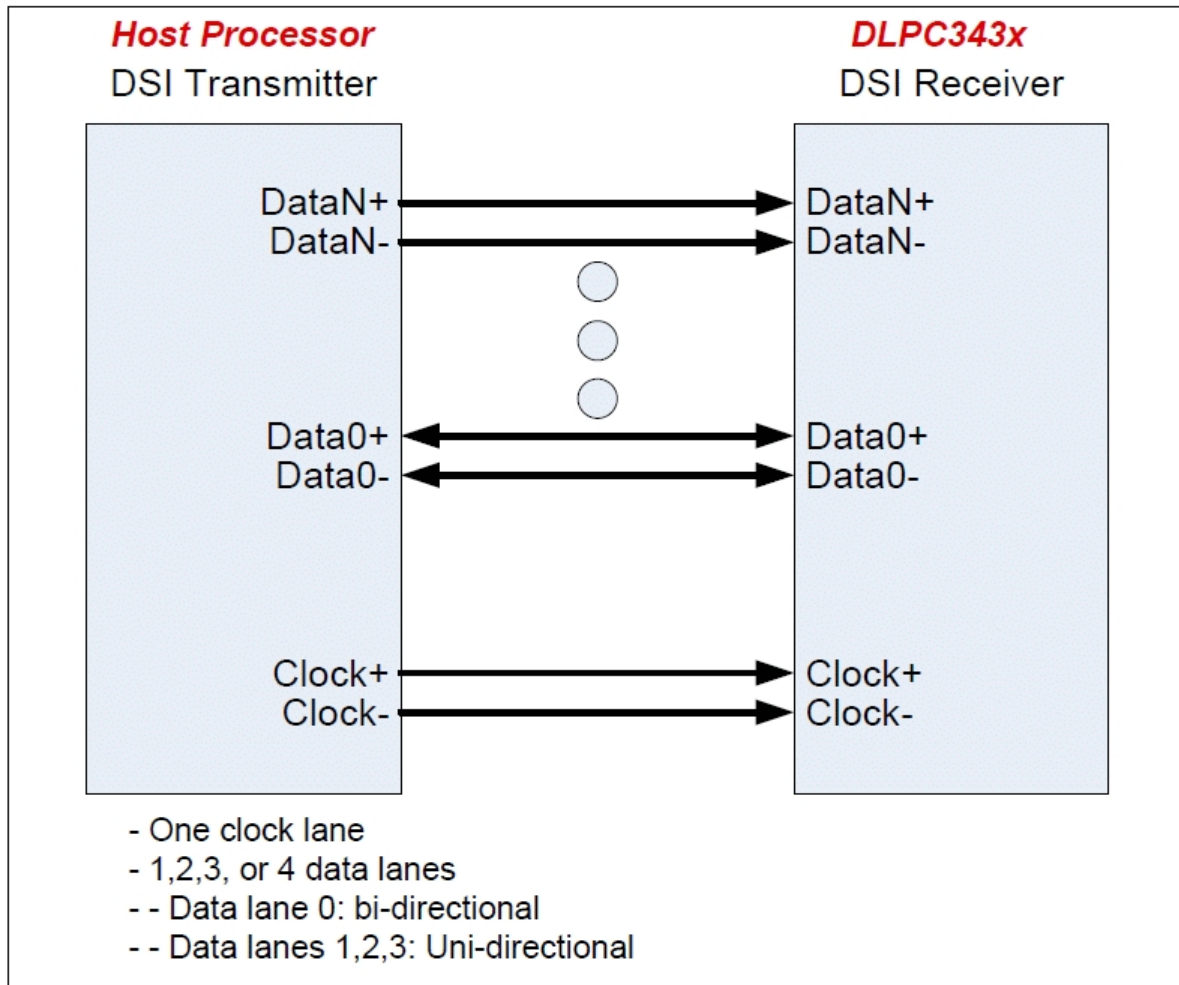 Host Processor
DSI Transmitter
DLPC343x
DSI Receiver
DataN+
DataN-
DataN+
DataN-
Data0+
Data0-
Data0+
Data0-
Clock+
Clock-
Clock+
Clock-
- One clock lane
- 1,2,3, or 4 data lanes
- - Data lane 0: bi-directional
- - Data lanes 1,2,3: Uni-directional